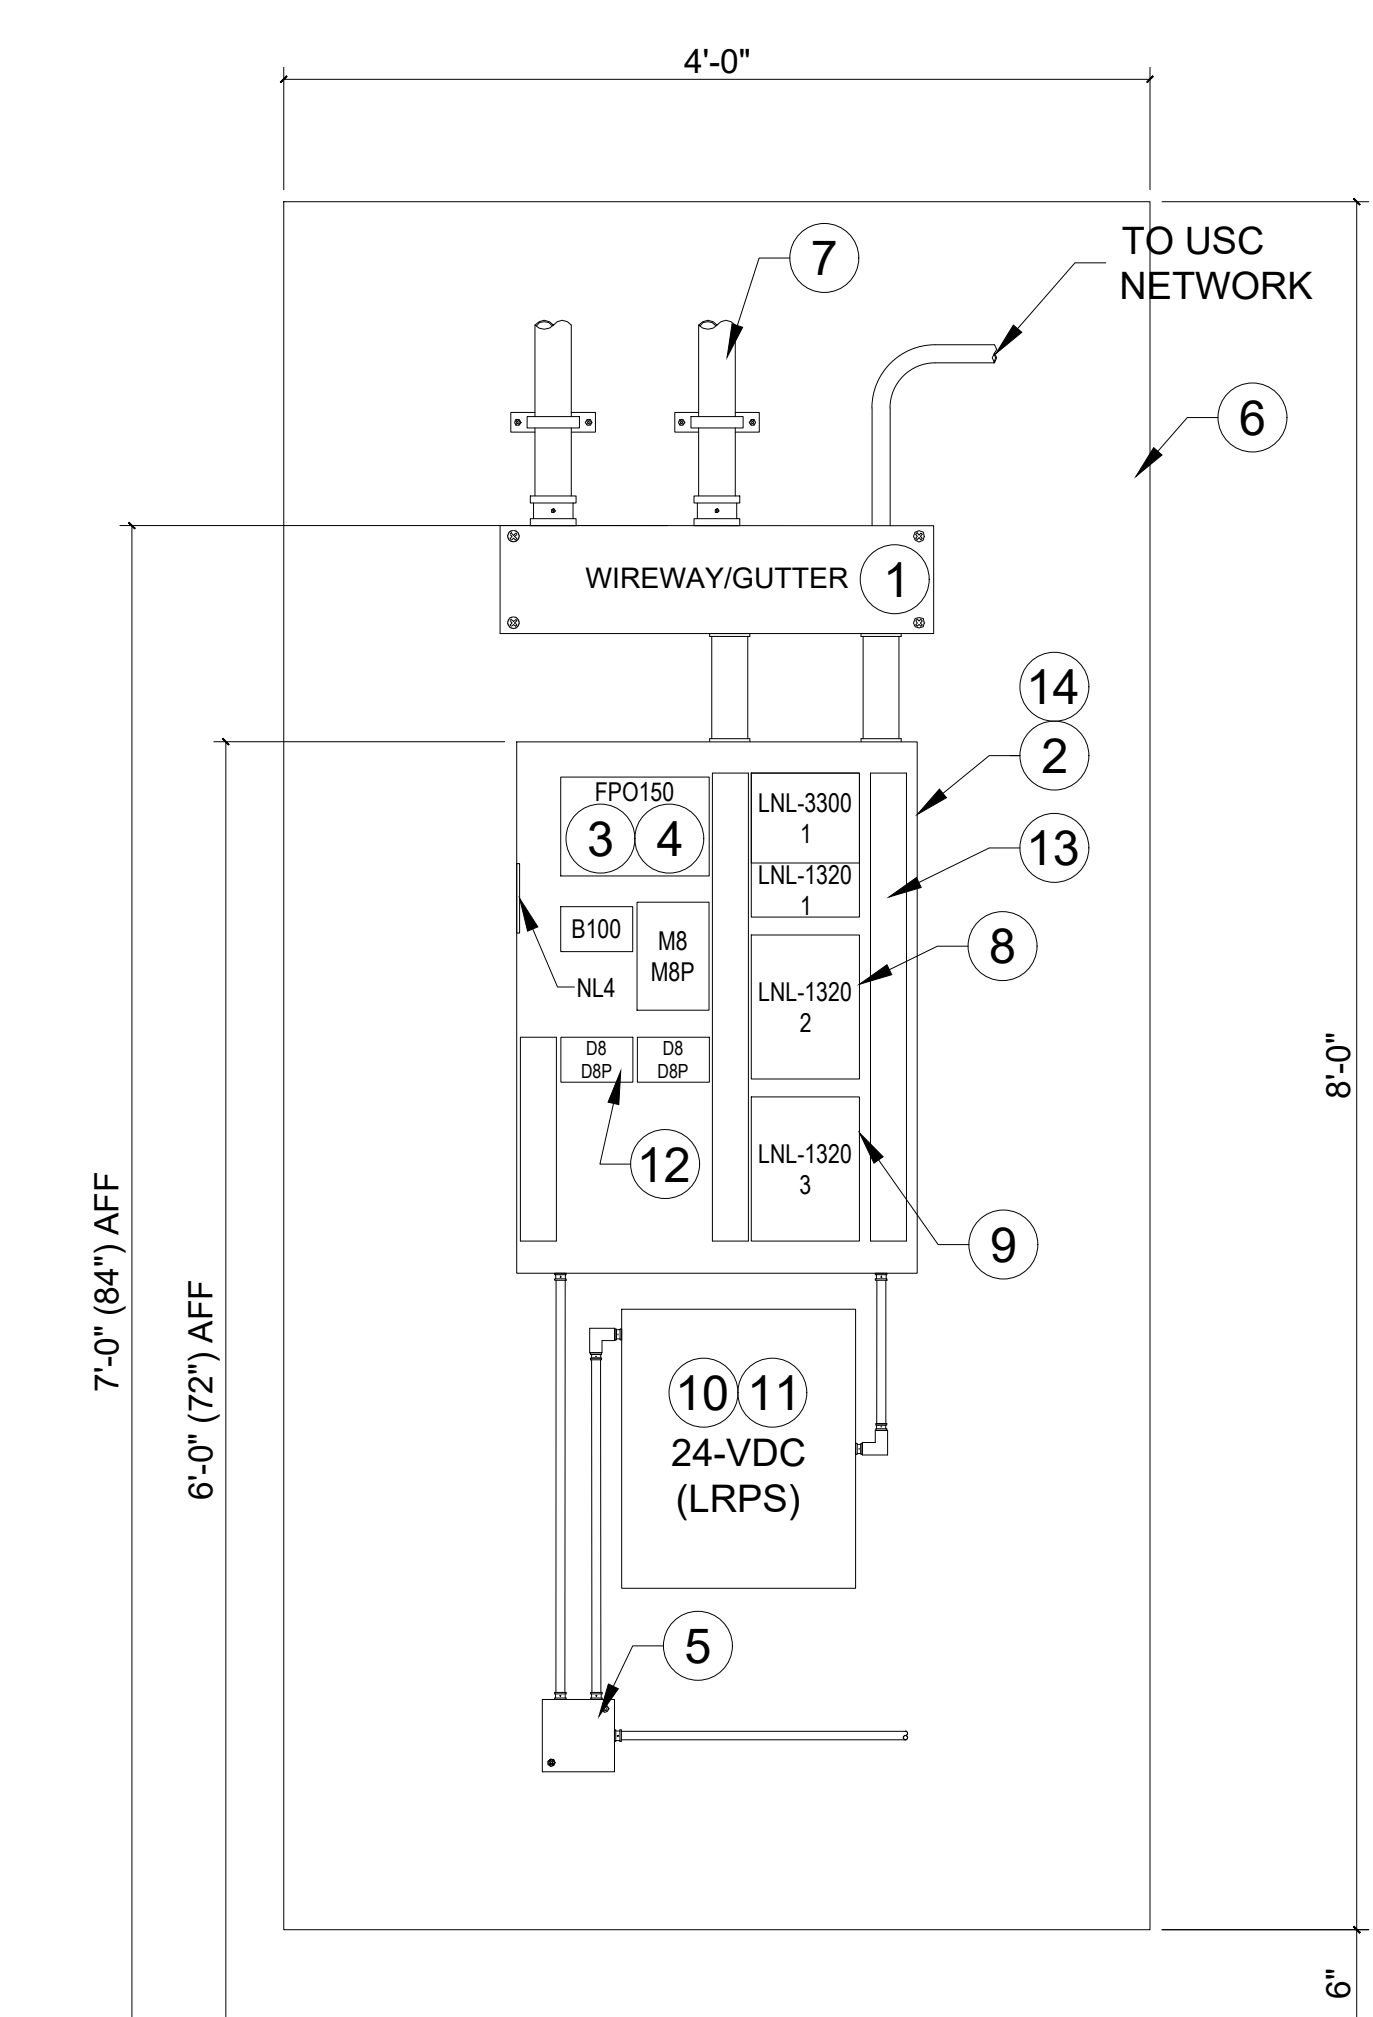 4'-0"
7
TO USC
NETWORK
6
WIREWAY/GUTTER
1
14
2
FPO150
3
4
LNL-3300
1
13
LNL-1320
1
B100
M8
M8P
8
NL4
LNL-1320
2
D8
D8P
D8
D8P
12
LNL-1320
3
9
8'-0"
7'-0" (84") AFF
6'-0" (72") AFF
10
11
24-VDC
(LRPS)
5
6"